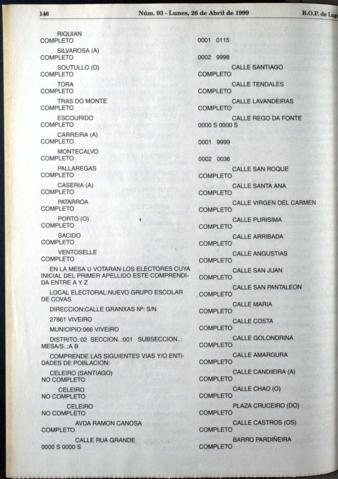 146
Núm. 93 - Lunes, 26 de Abril de 1999
B.O.P. de
RIQUIAN
COMPLETO
SILVAROSA (A)
COMPLETO
SOUTULLO (O)
COMPLETO
TORA
COMPLETO
TRAS DO MONTE
COMPLETO
ESCOURIDO
COMPLETO
CARREIRA (A)
COMPLETO
MONTECALVO
COMPLETO
PALLAREGAS
COMPLETO
CASERIA (A)
COMPLETO
PATARROA
COMPLETO
PORTO (O)
COMPLETO
SACIDO
COMPLETO
VENTOSELLE
COMPLETO
EN LA MESA U VOTARAN LOS ELECTORES CUYA
INICIAL DEL PRIMER APELLIDO ESTE COMPRENDI-
DA ENTRE A Y Z
LOCAL ELECTORAL:NUEVO GRUPO ESCOLAR
DE COVAS
DIRECCION:CALLE GRANXAS Nº: S/N
27861 VIVEIRO
MUNICIPIO:066 VIVEIRO
DISTRITO.:02 SECCION..:001 SUBSECCION..:
MESA/S..:A B
COMPRENDE LAS SIGUIENTES VIAS Y/O ENTI-
DADES DE POBLACION:
CELEIRO (SANTIAGO)
NO COMPLETO
CELEIRO
NO COMPLETO
CELEIRO
NO COMPLETO
AVDA RAMON CANOSA
COMPLETO
CALLE RUA GRANDE
0000 S 0000 S
0001 0115
0002 9998
CALLE SANTIAGO
COMPLETO
CALLE TENDALES
COMPLETO
CALLE LAVANDEIRAS
COMPLETO
CALLE REGO DA FONTE
0000 S 0000 S
0001 9999
0002 0036
CALLE SAN ROQUE
COMPLETO
CALLE SANTA ANA
COMPLETO
CALLE VIRGEN DEL CARMEN
COMPLETO
CALLE PURISIMA
COMPLETO
CALLE ARRIBADA
COMPLETO
CALLE ANGUSTIAS
COMPLETO
CALLE SAN JUAN
COMPLETO
CALLE SAN PANTALEON
COMPLETO
CALLE MARIA
COMPLETO
CALLE COSTA
COMPLETO
CALLE GOLONDRINA
COMPLETO
CALLE AMARGURA
COMPLETO
CALLE CANDIEIRA (A)
COMPLETO
CALLE CHAO (O)
COMPLETO
PLAZA CRUCEIRO (DO)
COMPLETO
CALLE CASTROS (OS)
COMPLETO
BARRO PARDIÑEIRA
COMPLETO